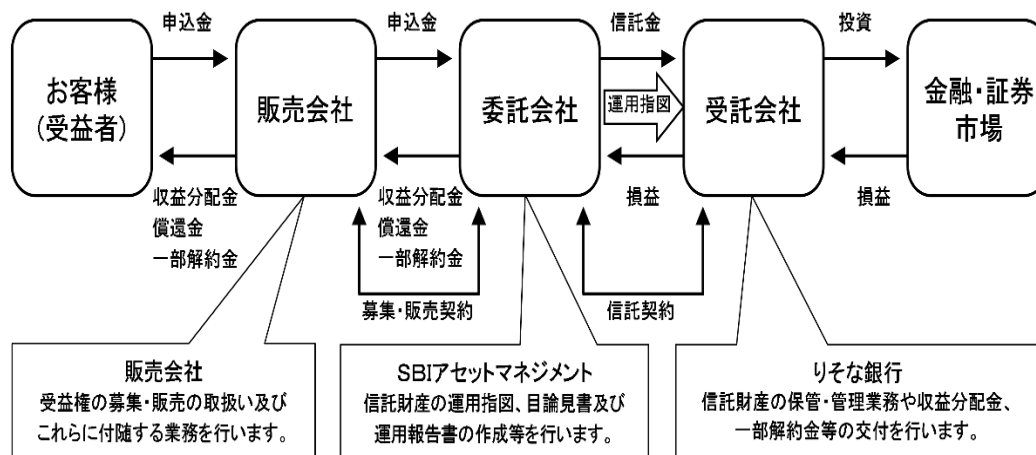 申込金
申込金
信託金
投資
お客様
(受益者)
販売会社
委託会社
運用指図
受託会社
金融・証券
市場
収益分配金
償還金
一部解約金
収益分配金
償還金
一部解約金
損益
損益
募集・販売契約
信託契約
販売会社
受益権の募集・販売の取扱い及び
これらに付随する業務を行います。
SBIアセットマネジメント
信託財産の運用指図、目論見書及び
運用報告書の作成等を行います。
りそな銀行
信託財産の保管・管理業務や収益分配金、
一部解約金等の交付を行います。